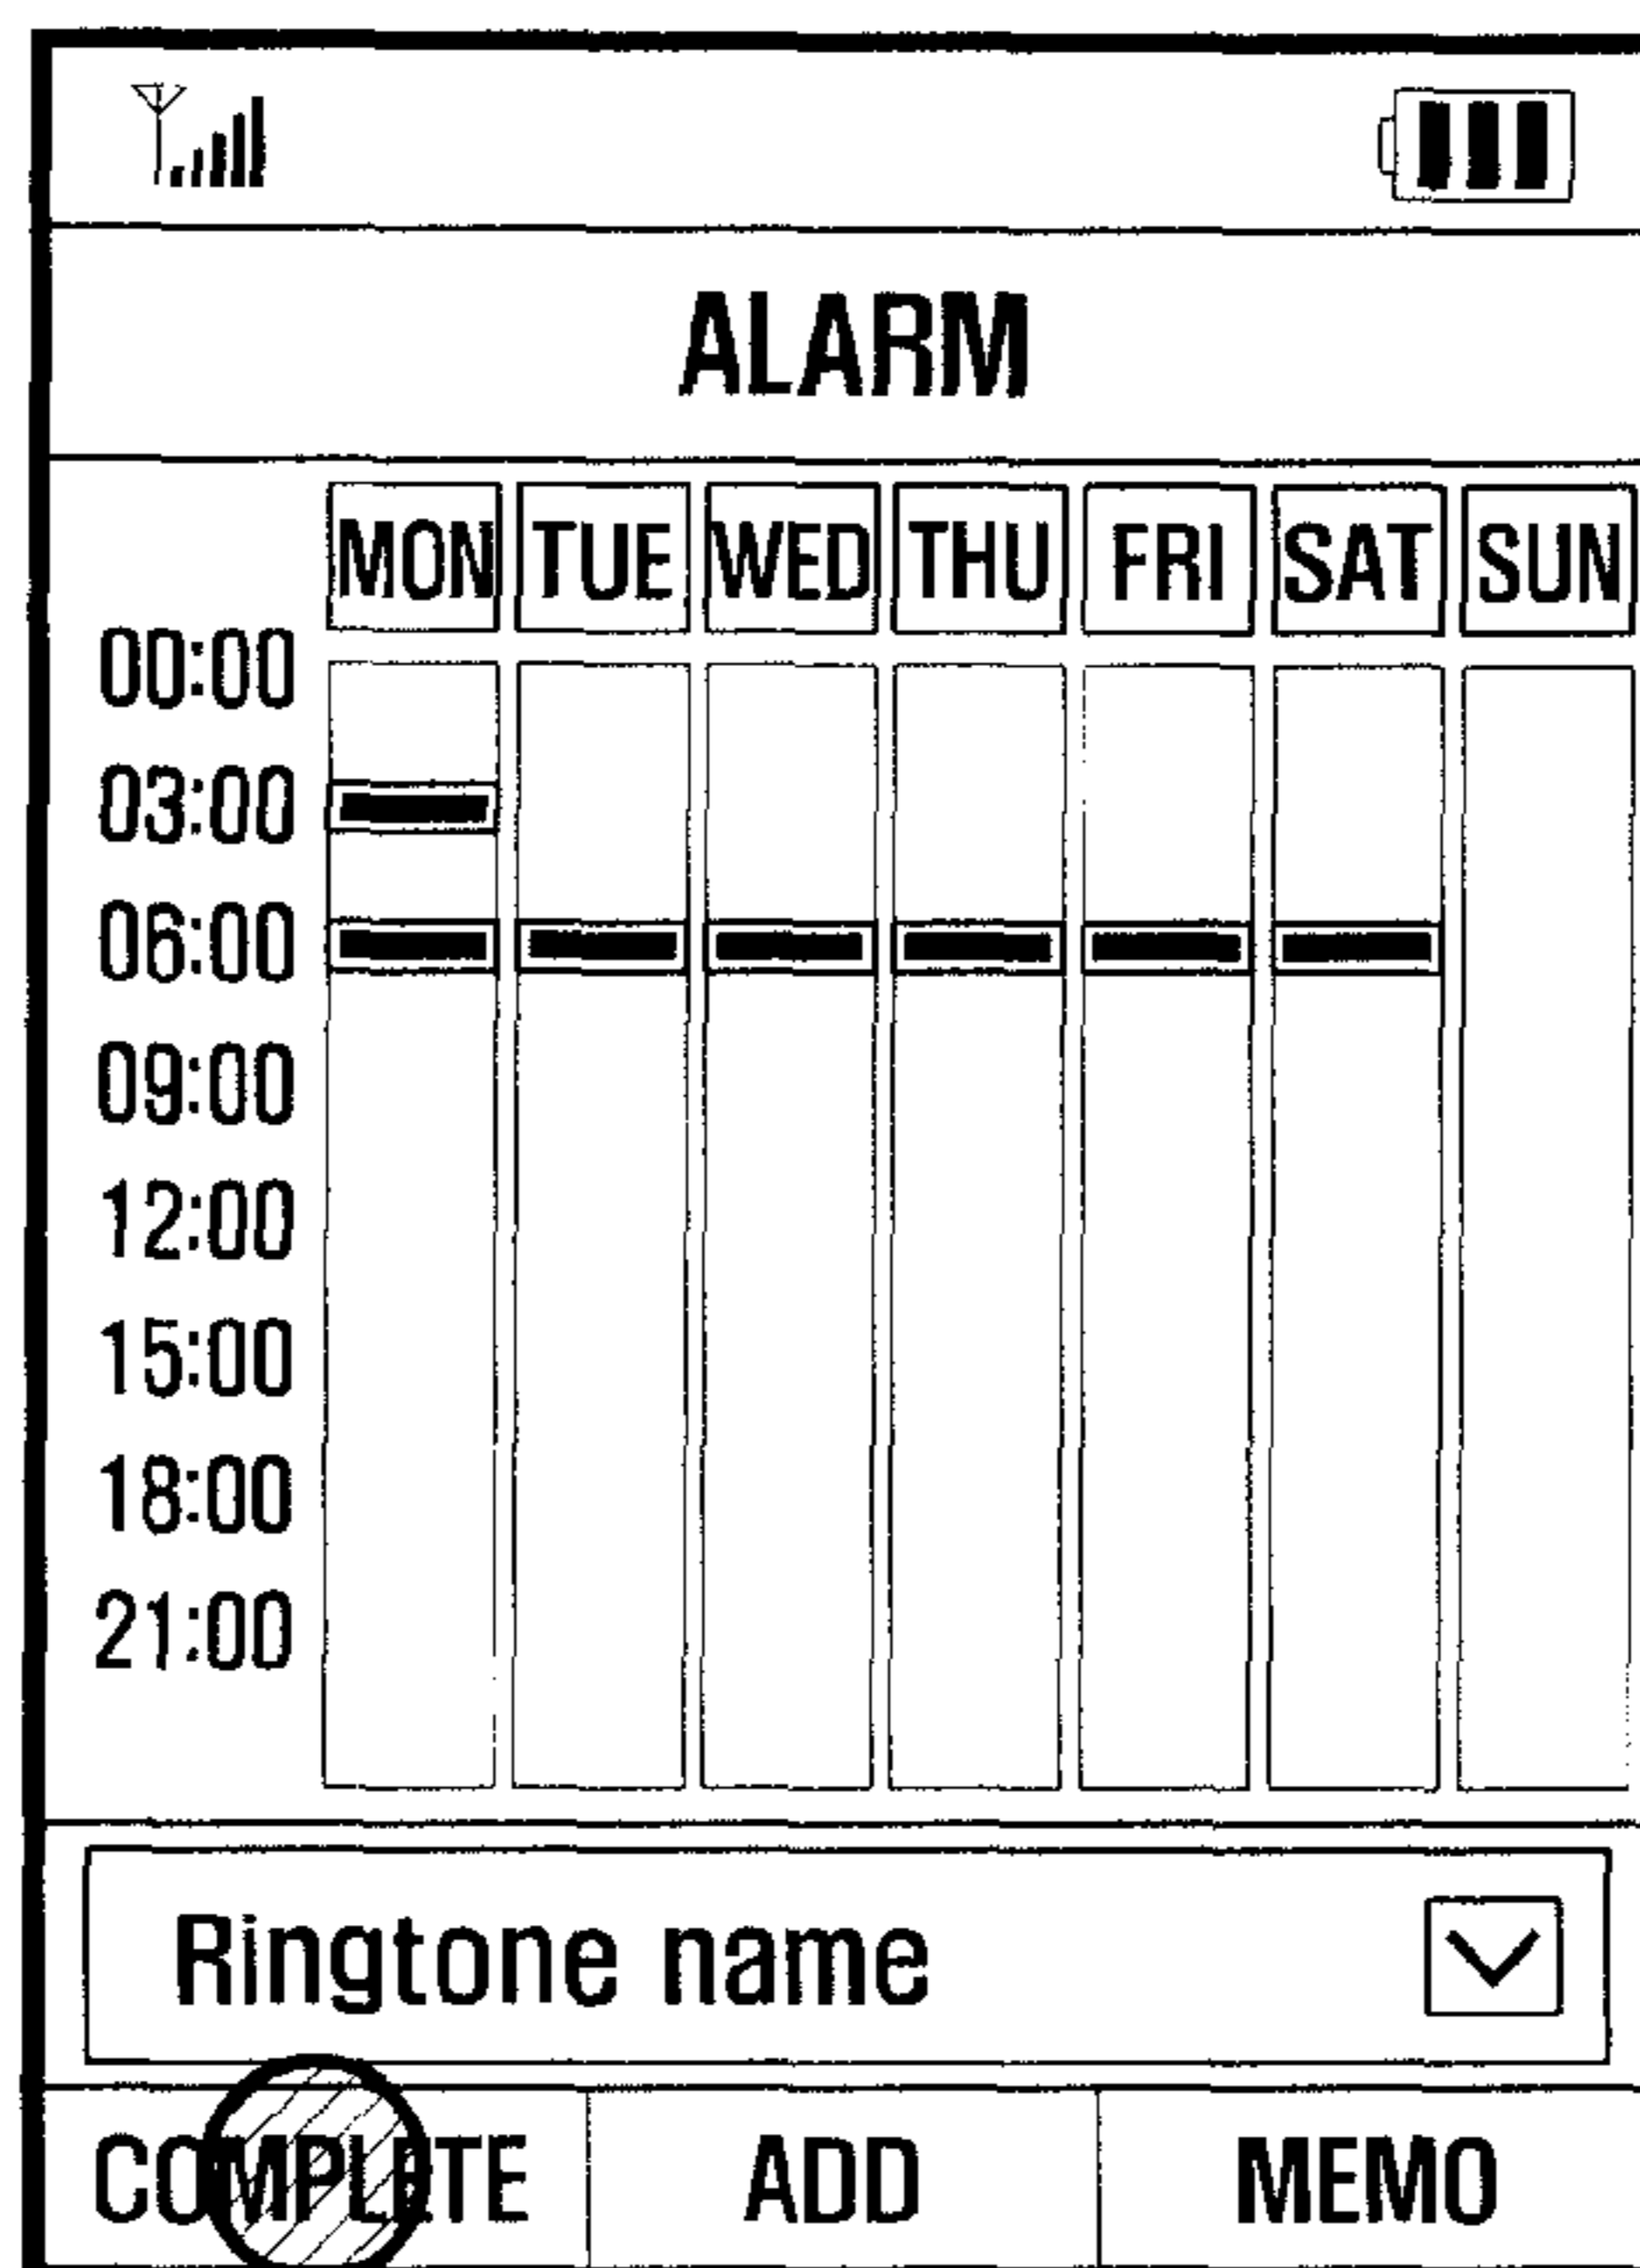 ALARM
MON TUE WED THU FRI SAT SUN
00:00
03:00
06:00
09:00
12:00
15:00
18:00
21:00
Ringtone name
COMPLETE ADD MEMO